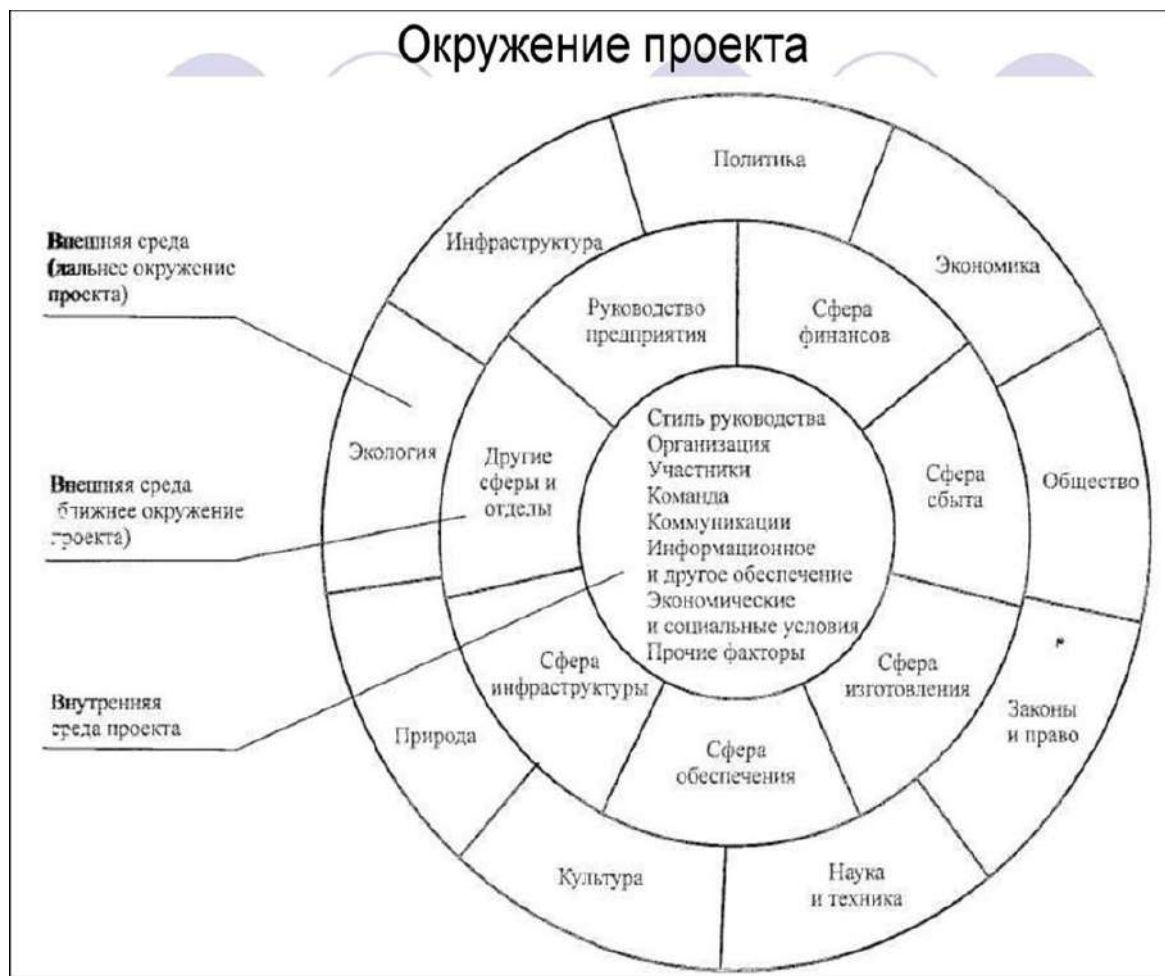 Окружение проекта
Политика
Инфраструктура
Экономика
Внешняя среда
(дальнее окружение
проекта)
Руководство
предприятия
Сфера
финансов
Стиль руководства
Организация
Участники
Команда
Коммуникации
Информационное
и другое обеспечение
Экономические
и социальные условия
Прочие факторы
Экология
Другие
сферы и
отделы
Сфера
сбыта
Общество
Внешняя среда
ближнее окружение
проекта)
Сфера
инфраструктуры
Сфера
изготовления
Внутренняя
среда проекта
Природа
Сфера
обеспечения
Законы
и право
Культура
Наука
и техника